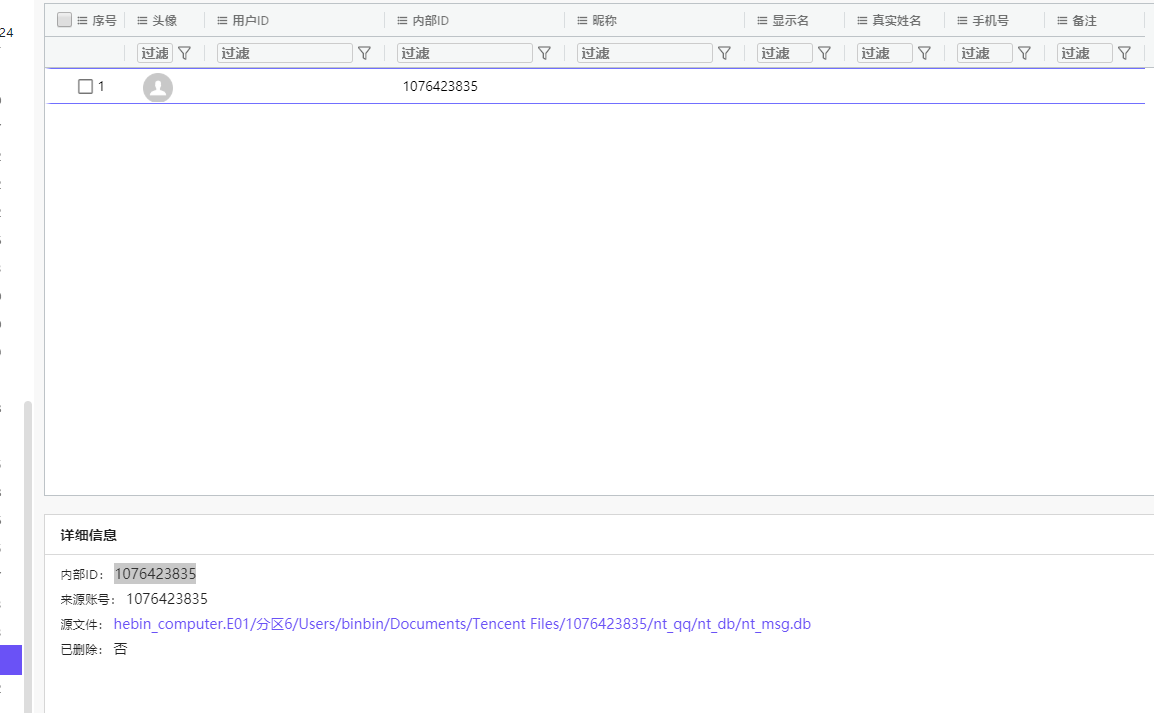 24
序号 头像 用户ID 内部ID 昵称 显示名 真实姓名 手机号 备注
过滤 过滤 过滤 过滤 过滤 过滤 过滤 过滤
1 1076423835
详细信息
内部ID: 1076423835
来源账号: 1076423835
源文件: hebin_computer.E01/分区6/Users/binbin/Documents/Tencent Files/1076423835/nt_qq/nt_db/nt_msg.db
已删除: 否